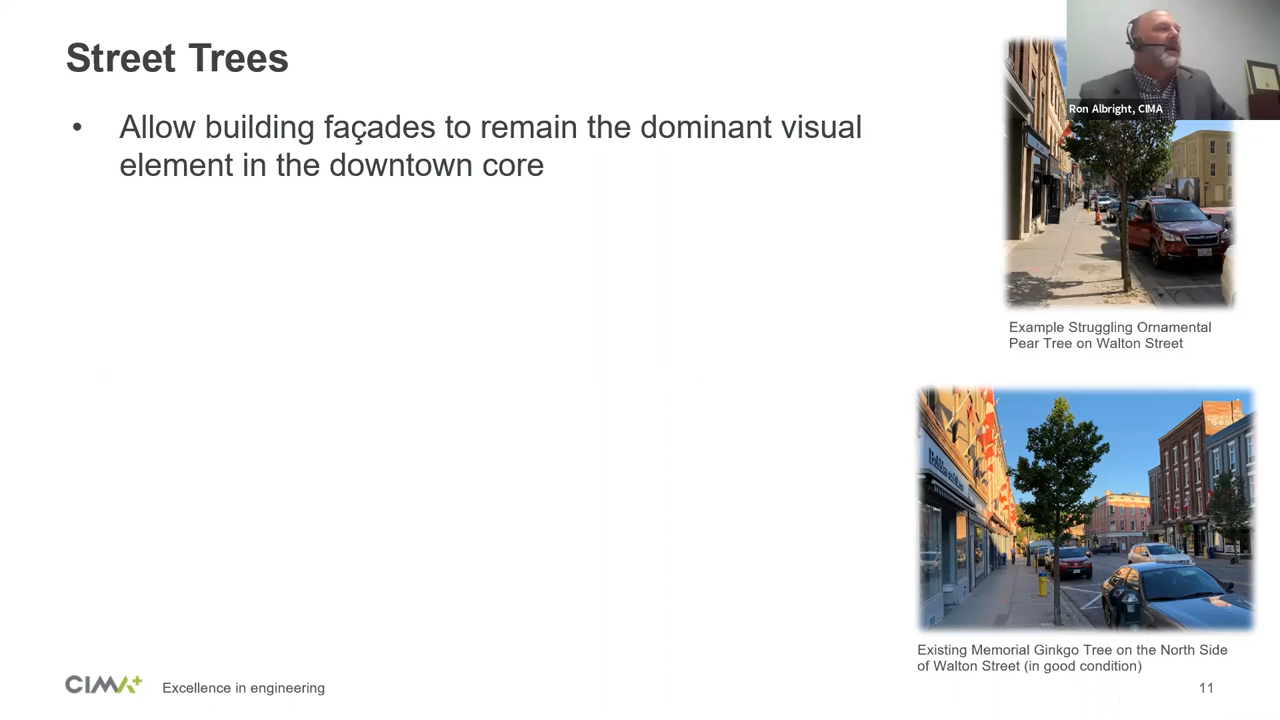 Street Trees
• Allow building façades to remain the dominant visual
element in the downtown core
Ron Albright, CIMA
Example Struggling Ornamental
Pear Tree on Walton Street
Existing Memorial Ginkgo Tree on the North Side
of Walton Street (in good condition)
CIMA+
Excellence in engineering
11